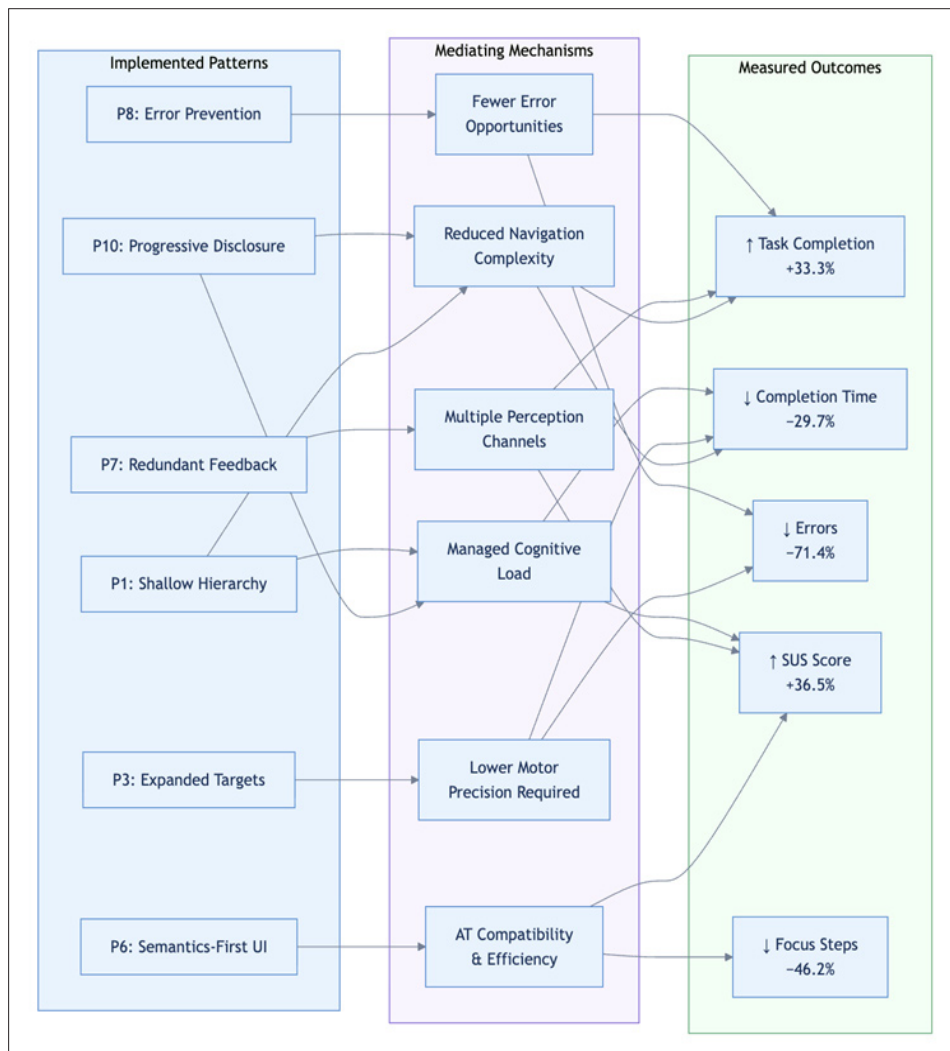 Implemented Patterns
P8: Error Prevention
P10: Progressive Disclosure
P7: Redundant Feedback
P1: Shallow Hierarchy
P3: Expanded Targets
P6: Semantics-First UI
Mediating Mechanisms
Fewer Error
Opportunities
Reduced Navigation
Complexity
Multiple Perception
Channels
Managed Cognitive
Load
Lower Motor
Precision Required
AT Compatibility
& Efficiency
Measured Outcomes
↑ Task Completion
+33.3%
↓ Completion Time
−29.7%
↓ Errors
−71.4%
↑ SUS Score
+36.5%
↓ Focus Steps
−46.2%